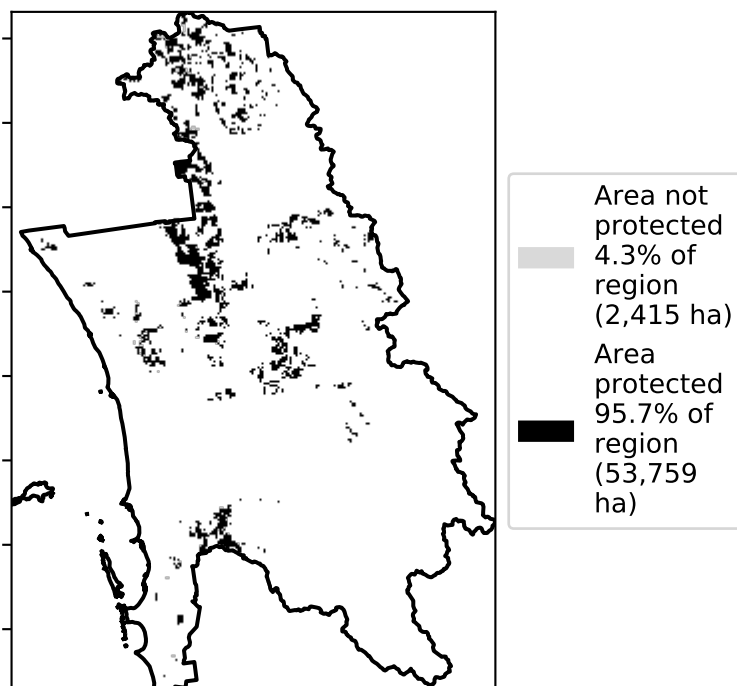 Area not
protected
4.3% of
region
(2,415 ha)
Area
protected
95.7% of
region
(53,759
ha)